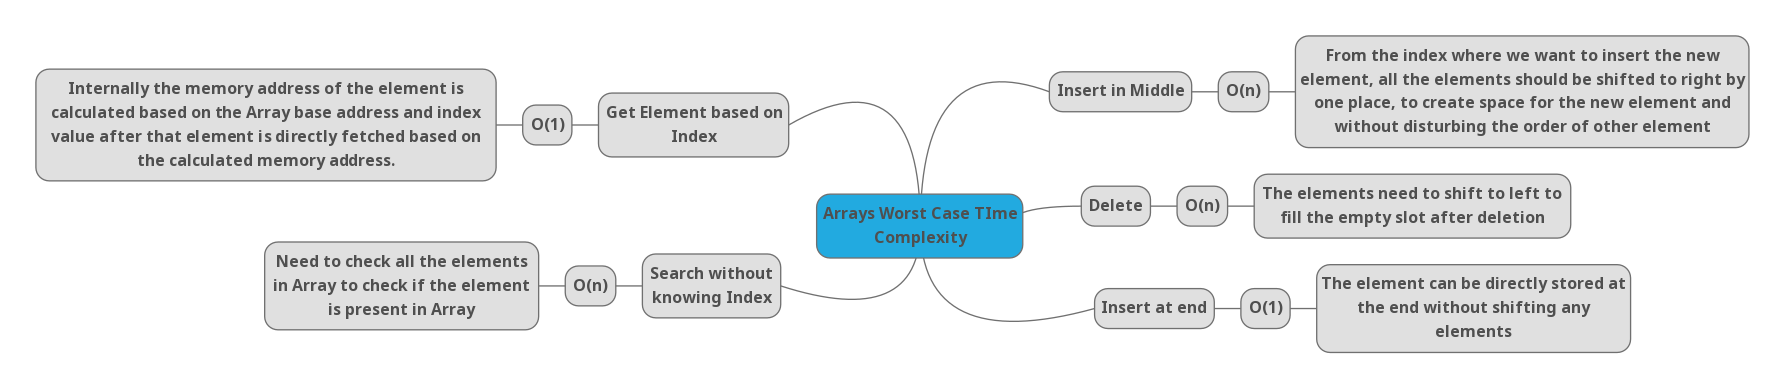 Internally the memory address of the element is
calculated based on the Array base address and index
value after that element is directly fetched based on
the calculated memory address.
O(1)
Get Element based on
Index
Need to check all the elements
in Array to check if the element
is present in Array
O(n)
Search without
knowing Index
Arrays Worst Case TIme
Complexity
Insert in Middle
O(n)
From the index where we want to insert the new
element, all the elements should be shifted to right by
one place, to create space for the new element and
without disturbing the order of other element
Delete
O(n)
The elements need to shift to left to
fill the empty slot after deletion
Insert at end
O(1)
The element can be directly stored at
the end without shifting any
elements